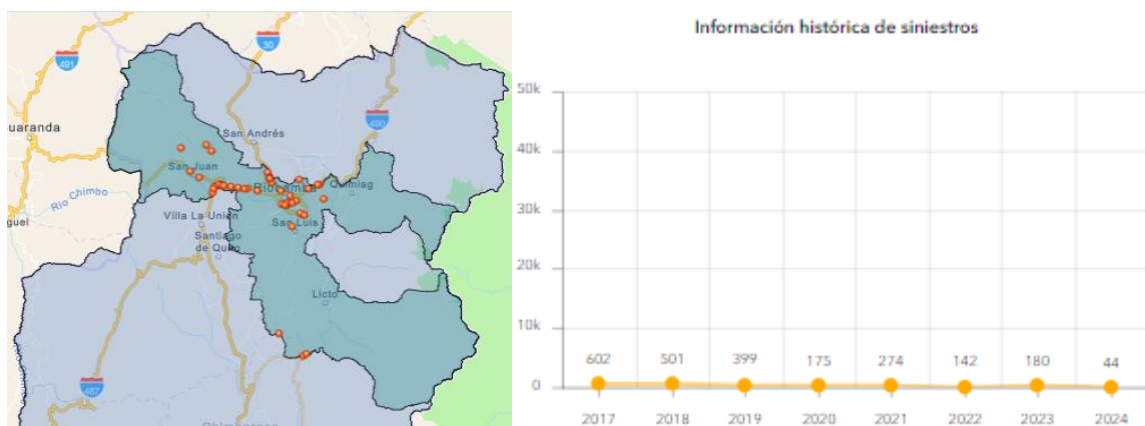 491
30
uaranda
San Andrés
490
San Juan
Riobamba
Quimiag
Río Chimbo
guel
Villa La Unión
San Luis
Santiago
de Quito
Licto
487
Información histórica de siniestros
50k
40k
30k
20k
10k
0
602 501 399 175 274 142 180 44
2017 2018 2019 2020 2021 2022 2023 2024